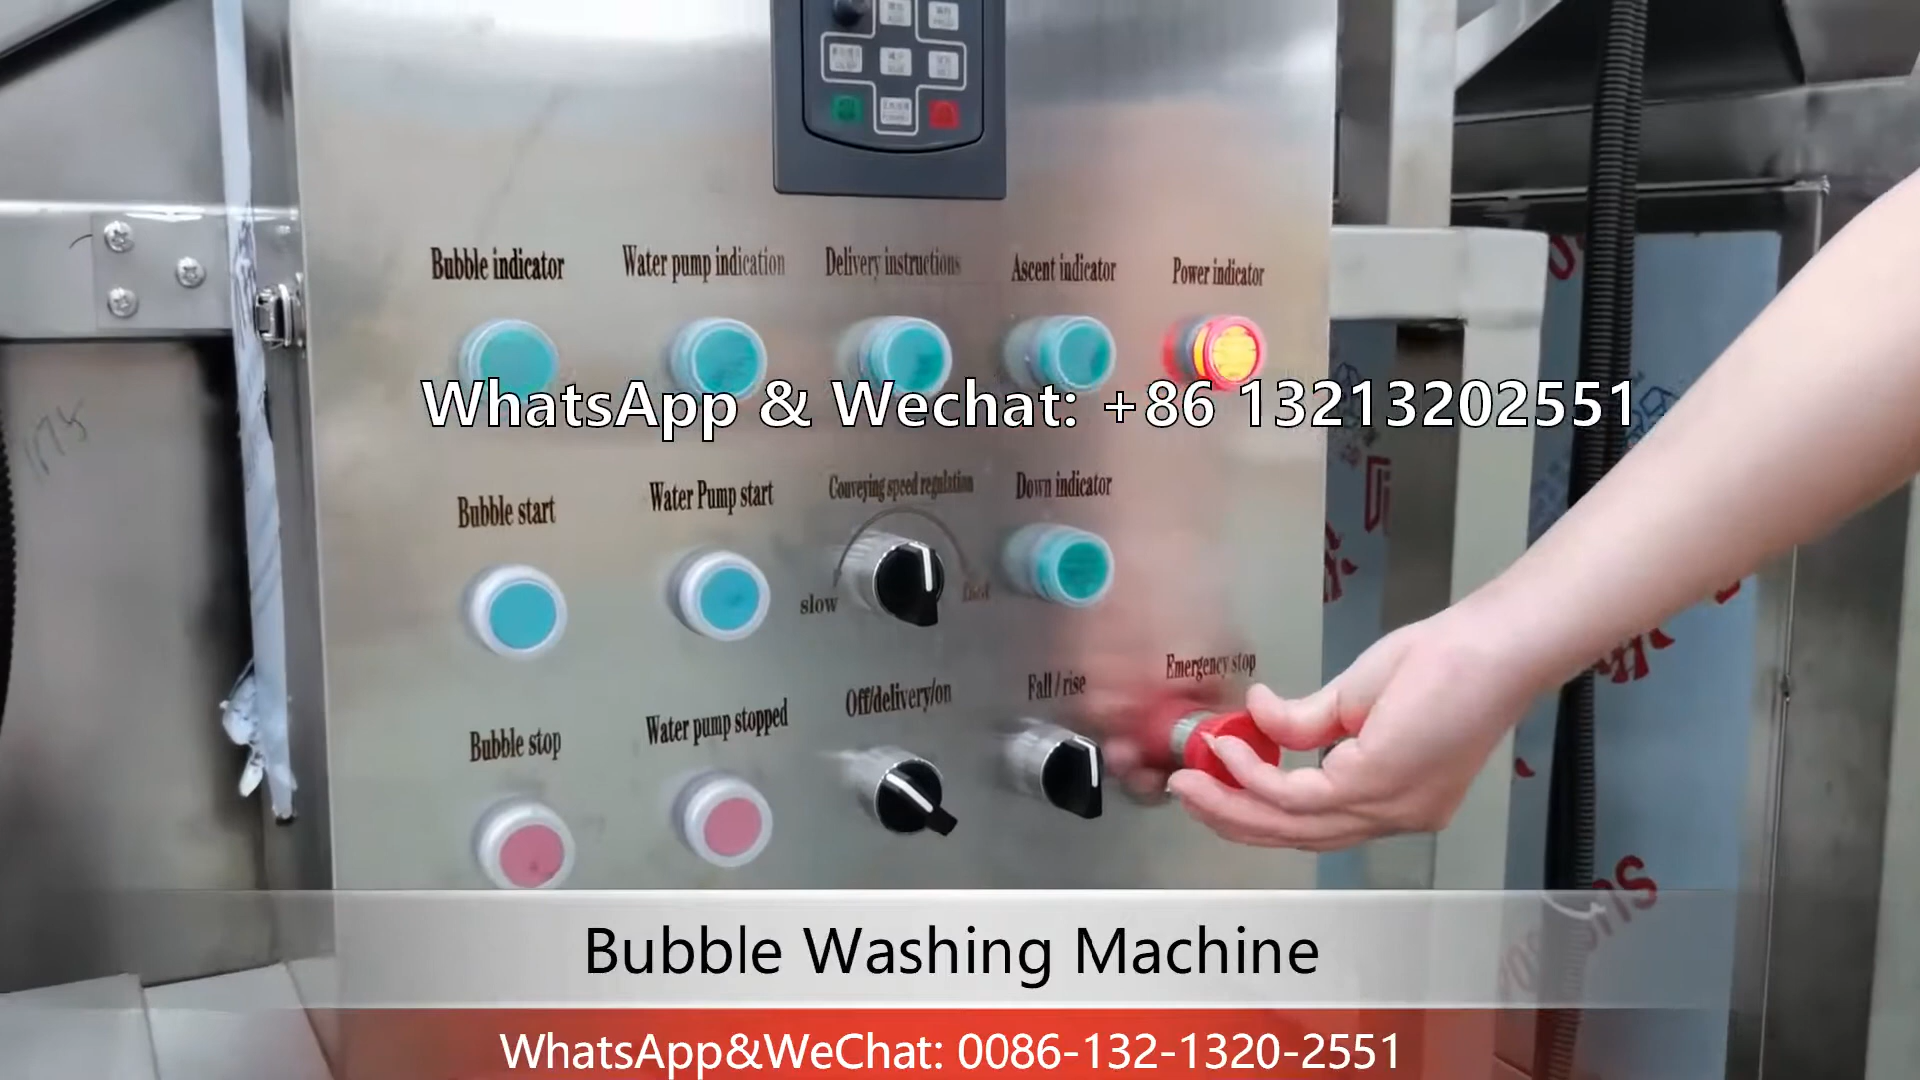 Bubble indicator
Water pump indication
Delivery instructions
Ascent indicator
Power indicator
WhatsApp & Wechat: +86 13213202551
Bubble start
Water Pump start
Conveying speed regulation
Down indicator
slow
fast
Emergency stop
Bubble stop
Water pump stopped
Off/delivery/on
Fall / rise
Bubble Washing Machine
WhatsApp&WeChat: 0086-132-1320-2551